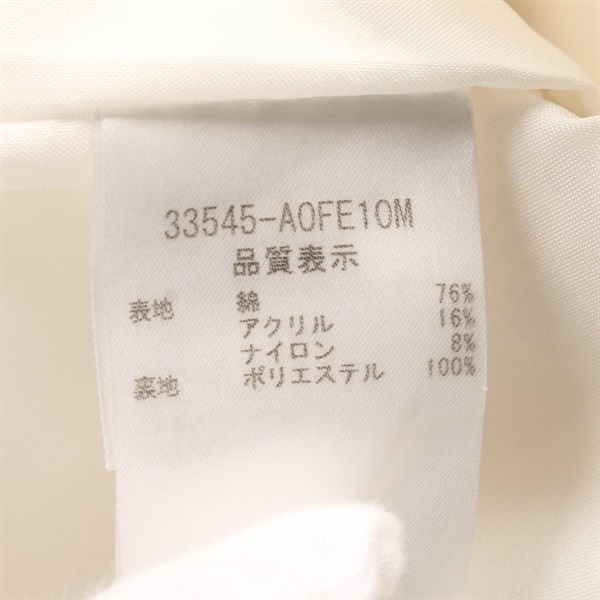 33545-A0FE10M
品質表示
表地 綿 76%
アクリル 16%
ナイロン 8%
裏地 ポリエステル 100%